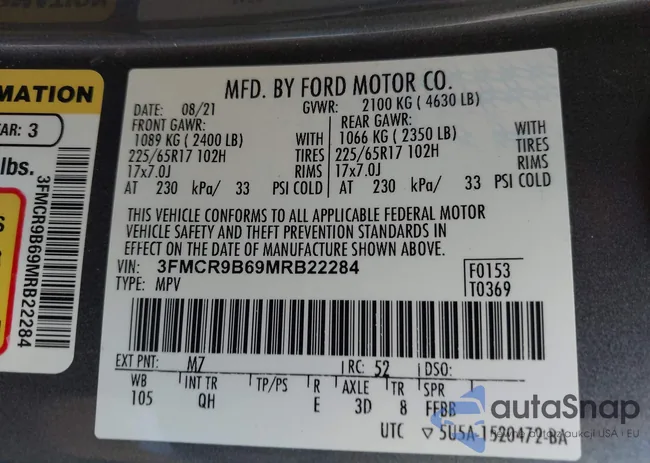 MATION
AR: 3
lbs.
3FMCR9B69MRB22284
MFD. BY FORD MOTOR CO.
DATE: 08/21 GVWR: 2100 KG ( 4630 LB)
FRONT GAWR: REAR GAWR:
1089 KG ( 2400 LB) WITH 1066 KG ( 2350 LB) WITH
225/65R17 102H TIRES 225/65R17 102H TIRES
17x7.0J RIMS 17x7.0J RIMS
AT 230 kPa/ 33 PSI COLD AT 230 kPa/ 33 PSI COLD
THIS VEHICLE CONFORMS TO ALL APPLICABLE FEDERAL MOTOR
VEHICLE SAFETY AND THEFT PREVENTION STANDARDS IN
EFFECT ON THE DATE OF MANUFACTURE SHOWN ABOVE.
VIN: 3FMCR9B69MRB22284 F0153
TYPE: MPV T0369
EXT PNT: M7 RC: 52 DSO:
WB INT TR TP/PS R AXLE TR SPR
105 QH E 3D 8 FFBB
UTC ▽ 5U5A-1520472-BA
autoSnap